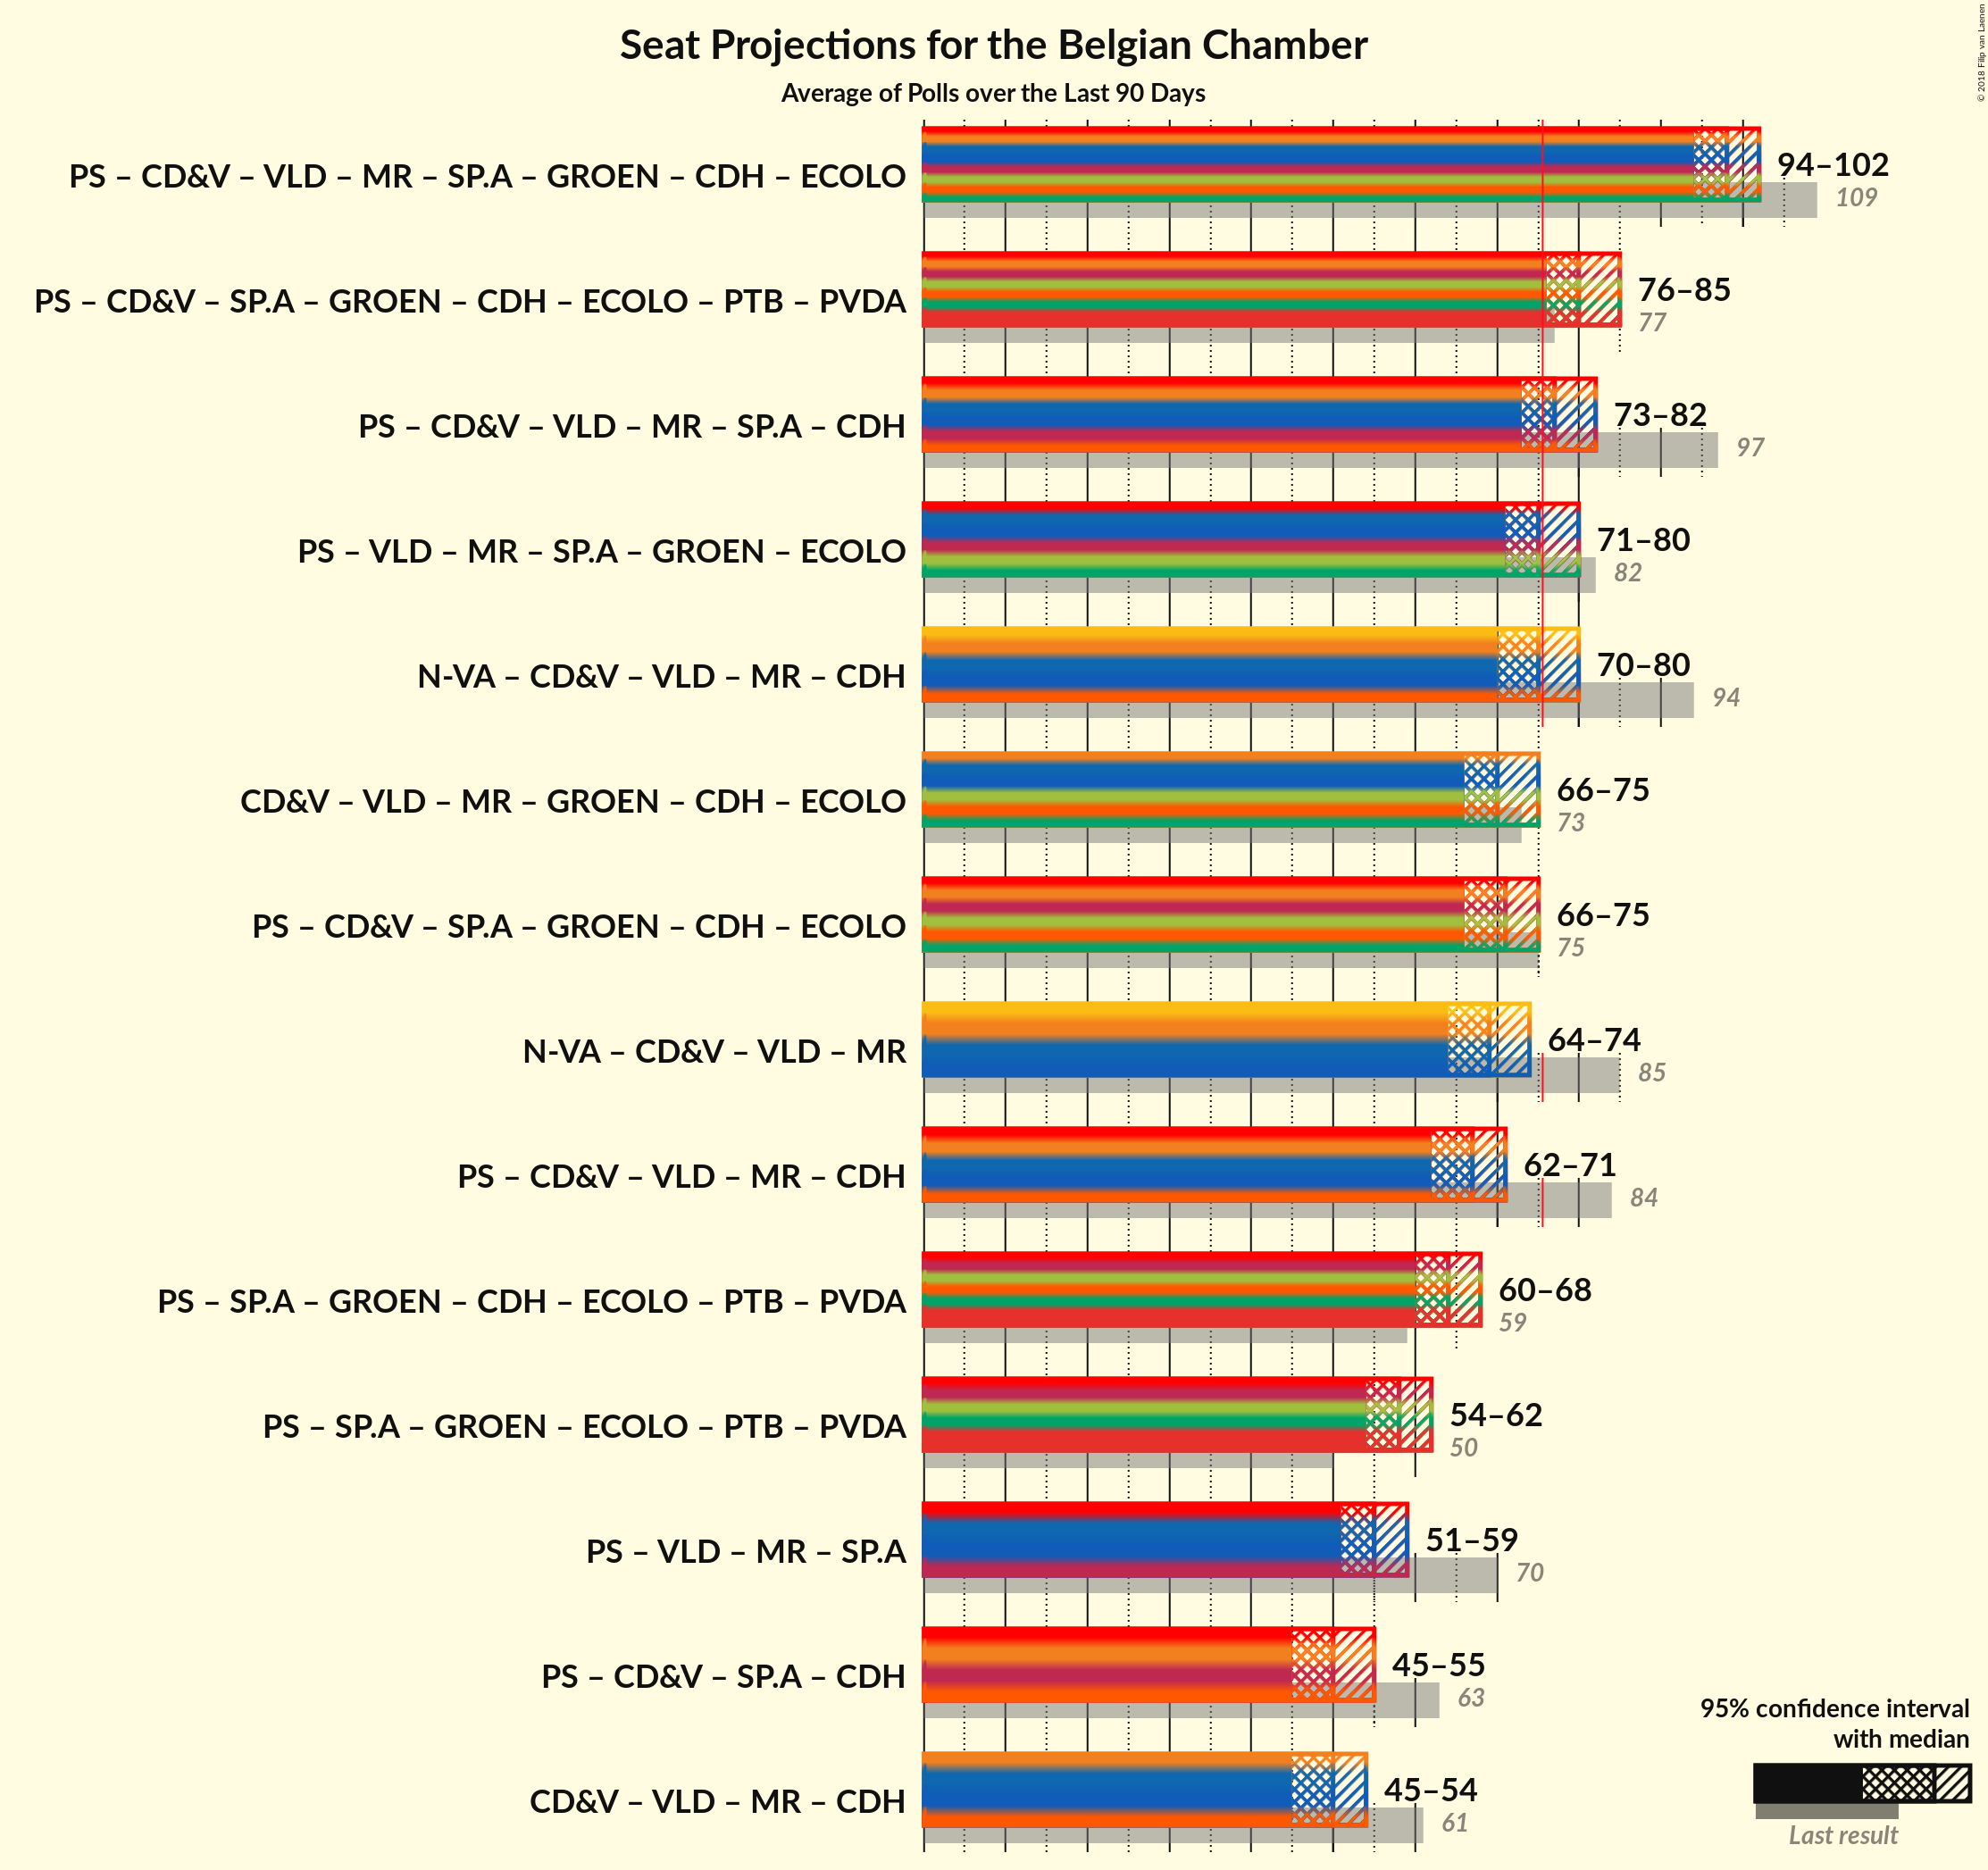 © 2018 Filip van Laenen
Seat Projections for the Belgian Chamber
Average of Polls over the Last 90 Days
PS – CD&V – VLD – MR – SP.A – GROEN – CDH – ECOLO
94–102
109
PS – CD&V – SP.A – GROEN – CDH – ECOLO – PTB – PVDA
76–85
77
PS – CD&V – VLD – MR – SP.A – CDH
73–82
97
PS – VLD – MR – SP.A – GROEN – ECOLO
71–80
82
N-VA – CD&V – VLD – MR – CDH
70–80
94
CD&V – VLD – MR – GROEN – CDH – ECOLO
66–75
73
PS – CD&V – SP.A – GROEN – CDH – ECOLO
66–75
75
N-VA – CD&V – VLD – MR
64–74
85
PS – CD&V – VLD – MR – CDH
62–71
84
PS – SP.A – GROEN – CDH – ECOLO – PTB – PVDA
60–68
59
PS – SP.A – GROEN – ECOLO – PTB – PVDA
54–62
50
PS – VLD – MR – SP.A
51–59
70
PS – CD&V – SP.A – CDH
45–55
63
CD&V – VLD – MR – CDH
45–54
61
95% confidence interval
with median
Last result